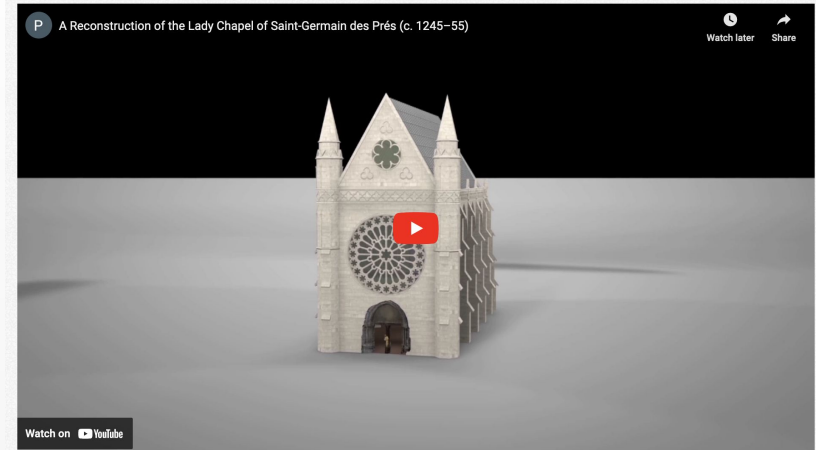 P
A Reconstruction of the Lady Chapel of Saint-Germain des Prés (c. 1245–55)
Watch later
Share
Watch on YouTube